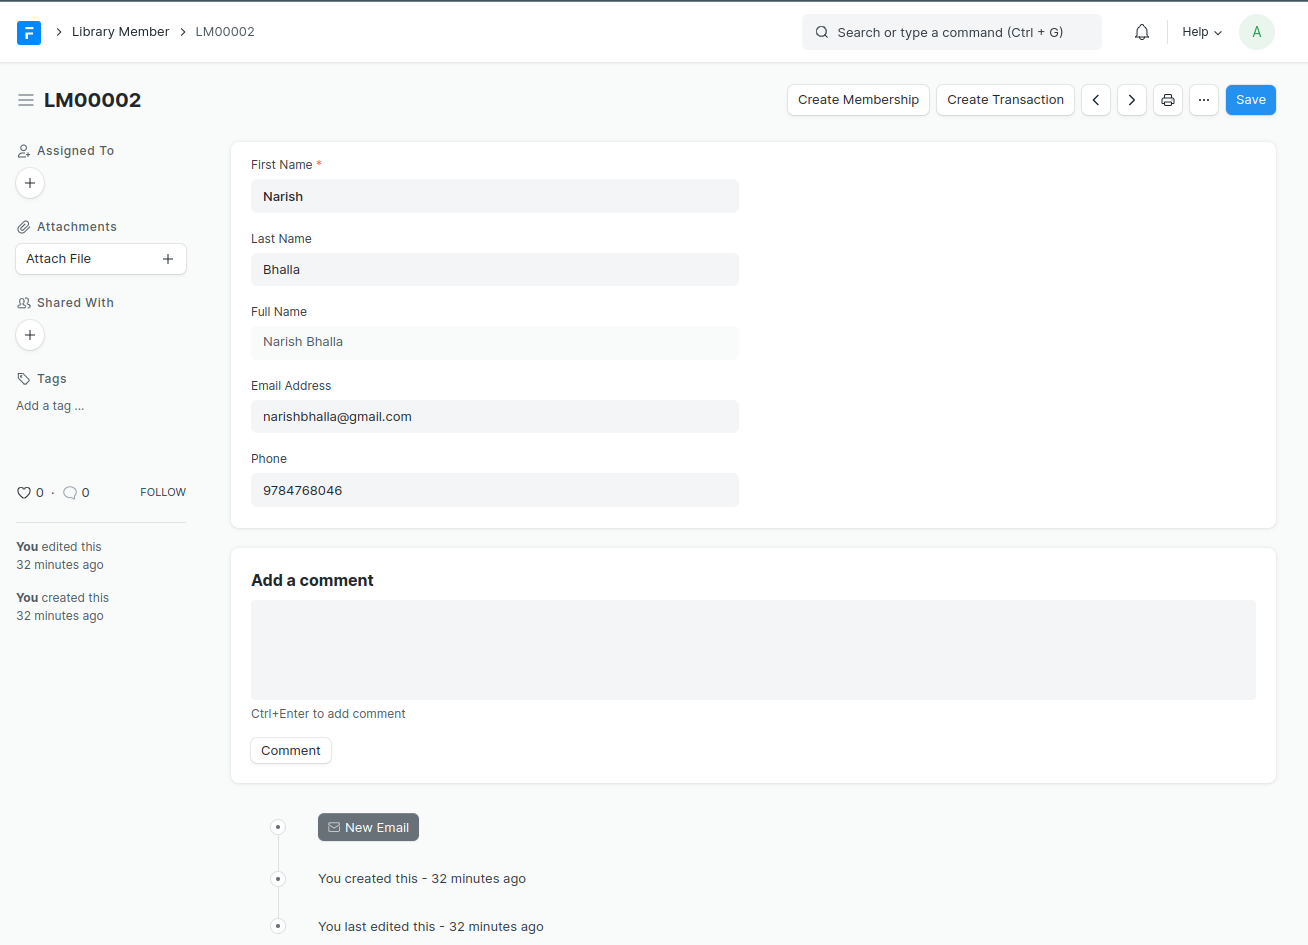 Library Member LM00002
Search or type a command (Ctrl + G)
Help
A
LM00002
Create Membership
Create Transaction
Save
Assigned To
Attachments
Attach File
Shared With
Tags
Add a tag ...
0 · 0 FOLLOW
You edited this
32 minutes ago
You created this
32 minutes ago
First Name *
Narish
Last Name
Bhalla
Full Name
Narish Bhalla
Email Address
narishbhalla@gmail.com
Phone
9784768046
Add a comment
Ctrl+Enter to add comment
Comment
New Email
You created this - 32 minutes ago
You last edited this - 32 minutes ago